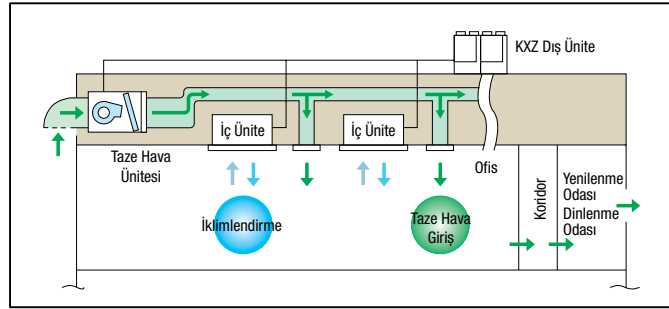 KXZ Dış Ünite
İç Ünite
İç Ünite
Taze Hava
Ünitesi
Ofis
İklimlendirme
Taze Hava
Giriş
Koridor
Yenilenme
Odası
Dinlenme
Odası